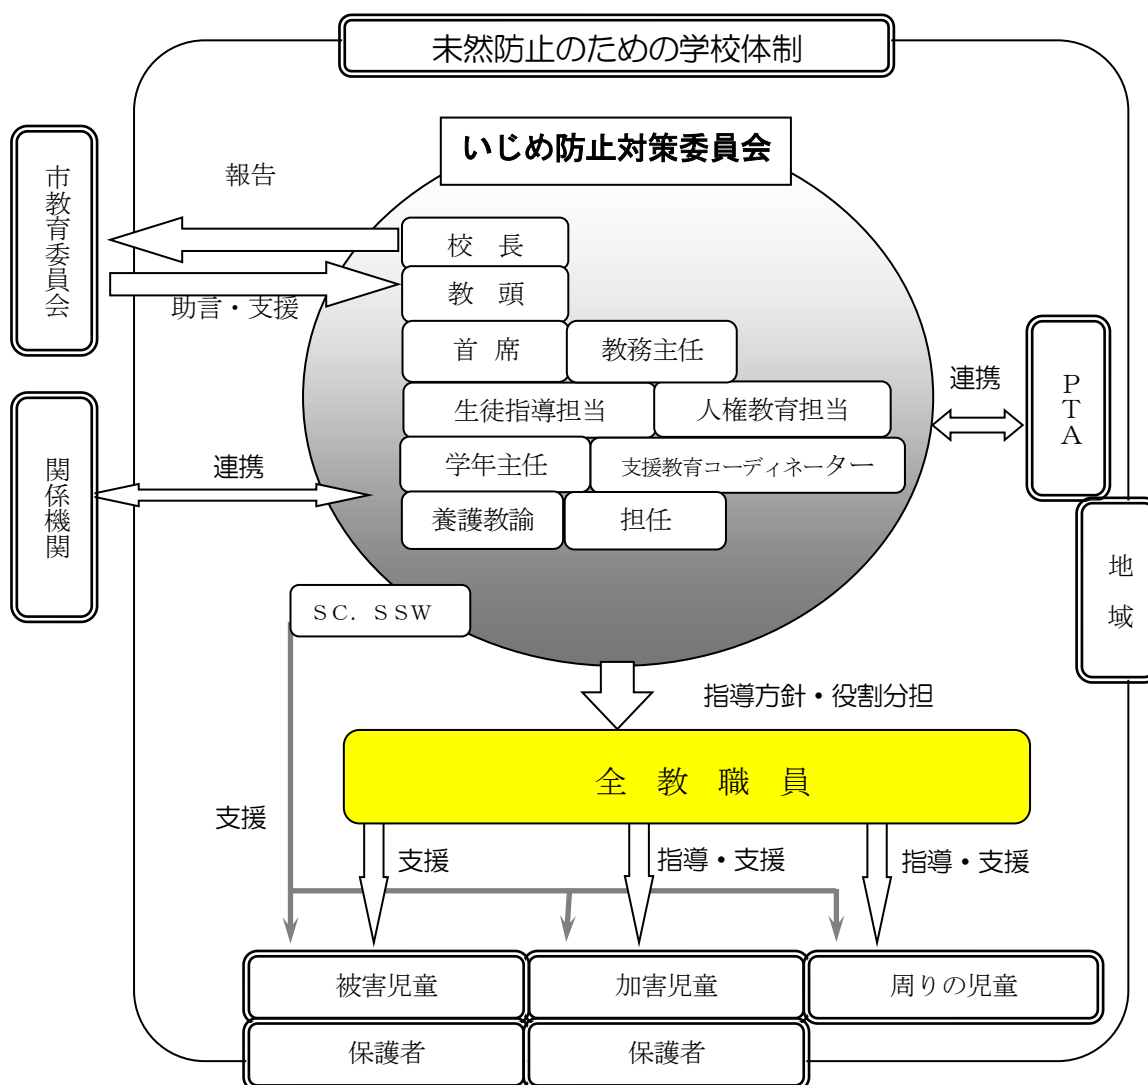 未然防止のための学校体制
いじめ防止対策委員会
市教育委員会
報告
助言・支援
校　長
教　頭
首　席
教務主任
生徒指導担当
人権教育担当
学年主任
支援教育コーディネーター
養護教諭
担任
連携
PTA
関係機関
連携
地域
SC．SSW
指導方針・役割分担
全　教　職　員
支援
支援
指導・支援
指導・支援
被害児童
加害児童
周りの児童
保護者
保護者